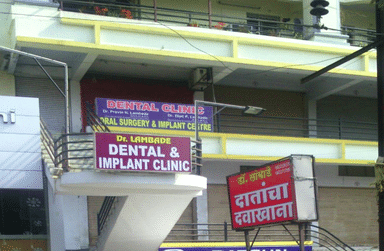 DENTAL CLINIC
ORAL SURGERY & IMPLANT CENTRE
Dr. LAMBADE
DENTAL &
IMPLANT CLINIC
डॉ. लांबाडे
दातांचा
दवाखाना